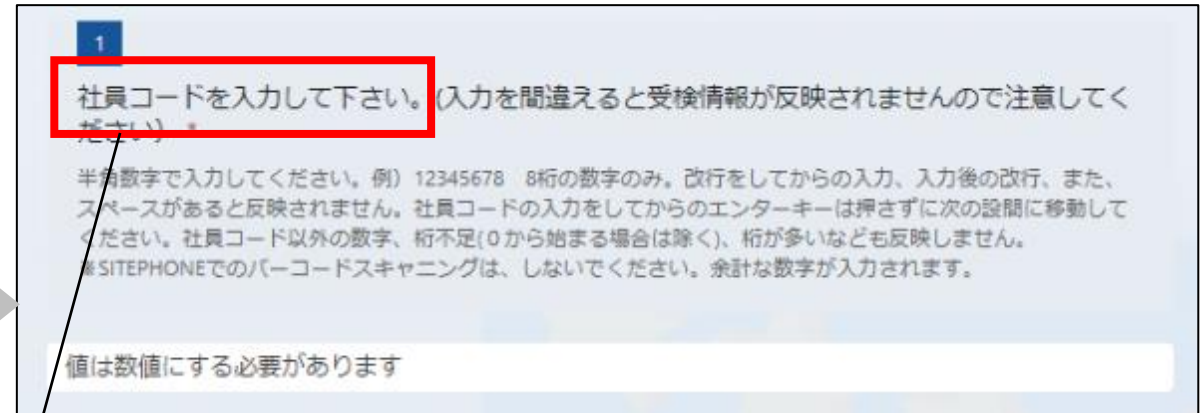 1
社員コードを入力して下さい。(入力を間違えると受検情報が反映されませんので注意してく
ださい） *
半角数字で入力してください。例）12345678　8桁の数字のみ。改行をしてからの入力、入力後の改行、また、
スペースがあると反映されません。社員コードの入力をしてからのエンターキーは押さずに次の設問に移動して
ください。社員コード以外の数字、桁不足(０から始まる場合は除く)、桁が多いなども反映しません。
※SITEPHONEでのバーコードスキャニングは、しないでください。余計な数字が入力されます。
値は数値にする必要があります